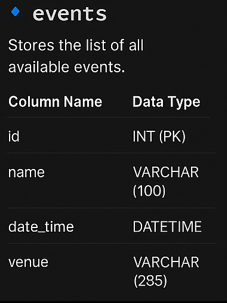 events
Stores the list of all
available events.
Column Name Data Type
id INT (PK)
name VARCHAR
(100)
date_time DATETIME
venue VARCHAR
(285)